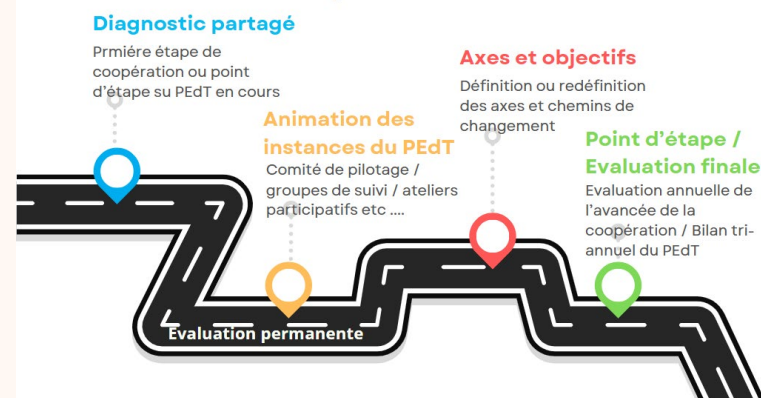 Diagnostic partagé
Prmiére étape de
coopération ou point
d'étape su PEdT en cours
Animation des
instances du PEdT
Comité de pilotage /
groupes de suivi / ateliers
participatifs etc ....
Axes et objectifs
Définition ou redéfinition
des axes et chemins de
changement
Point d'étape /
Evaluation finale
Evaluation annuelle de
l'avancée de la
coopération / Bilan tri-
annuel du PEdT
Evaluation permanente